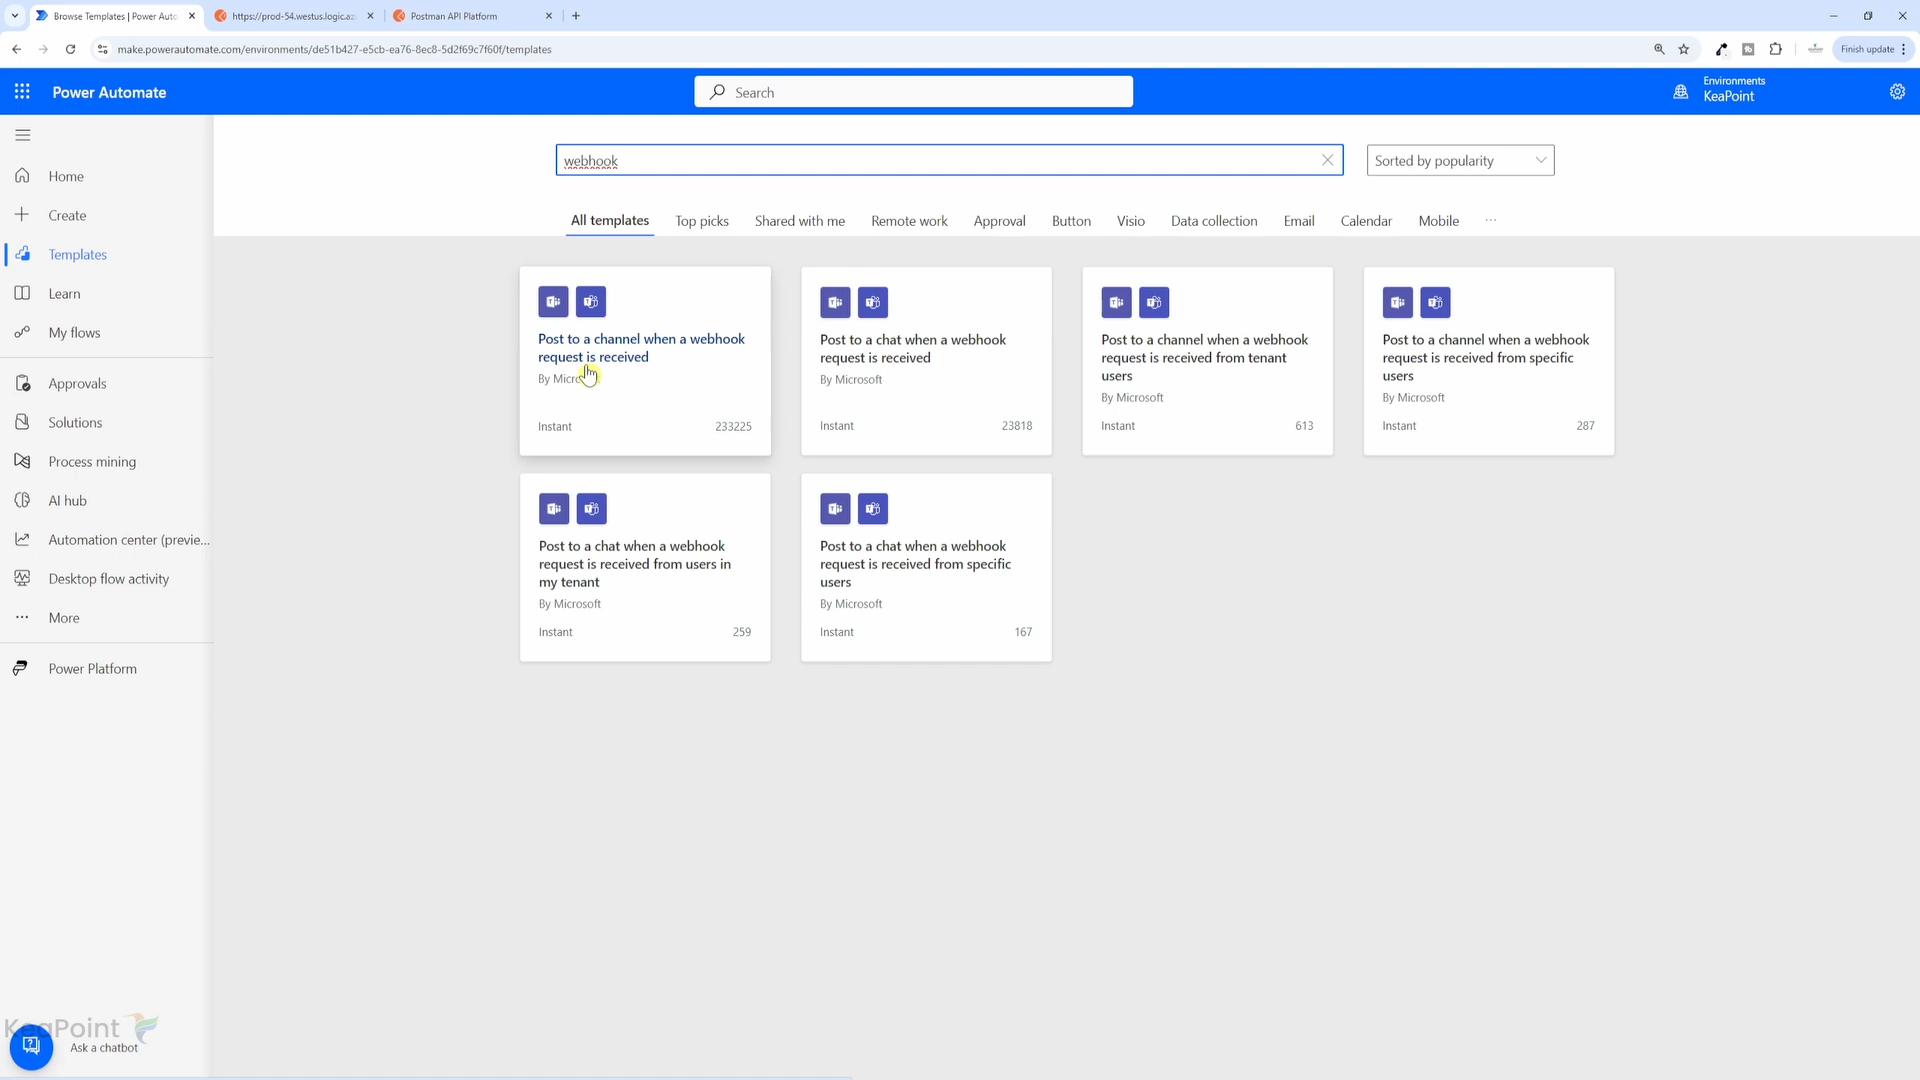 Browse Templates | Power Auto
https://prod-54.westus.logic.az
Postman API Platform
make.powerautomate.com/environments/de51b427-e5cb-ea76-8ec8-5d2f69c7f60f/templates
Finish update
Power Automate
Search
Environments
KeaPoint
Home
Create
Templates
Learn
My flows
Approvals
Solutions
Process mining
AI hub
Automation center (previe...
Desktop flow activity
More
Power Platform
webhook
Sorted by popularity
All templates
Top picks
Shared with me
Remote work
Approval
Button
Visio
Data collection
Email
Calendar
Mobile
Post to a channel when a webhook
request is received
By Micr
Instant
233225
Post to a chat when a webhook
request is received
By Microsoft
Instant
23818
Post to a channel when a webhook
request is received from tenant
users
By Microsoft
Instant
613
Post to a channel when a webhook
request is received from specific
users
By Microsoft
Instant
287
Post to a chat when a webhook
request is received from users in
my tenant
By Microsoft
Instant
259
Post to a chat when a webhook
request is received from specific
users
By Microsoft
Instant
167
KeaPoint
Ask a chatbot